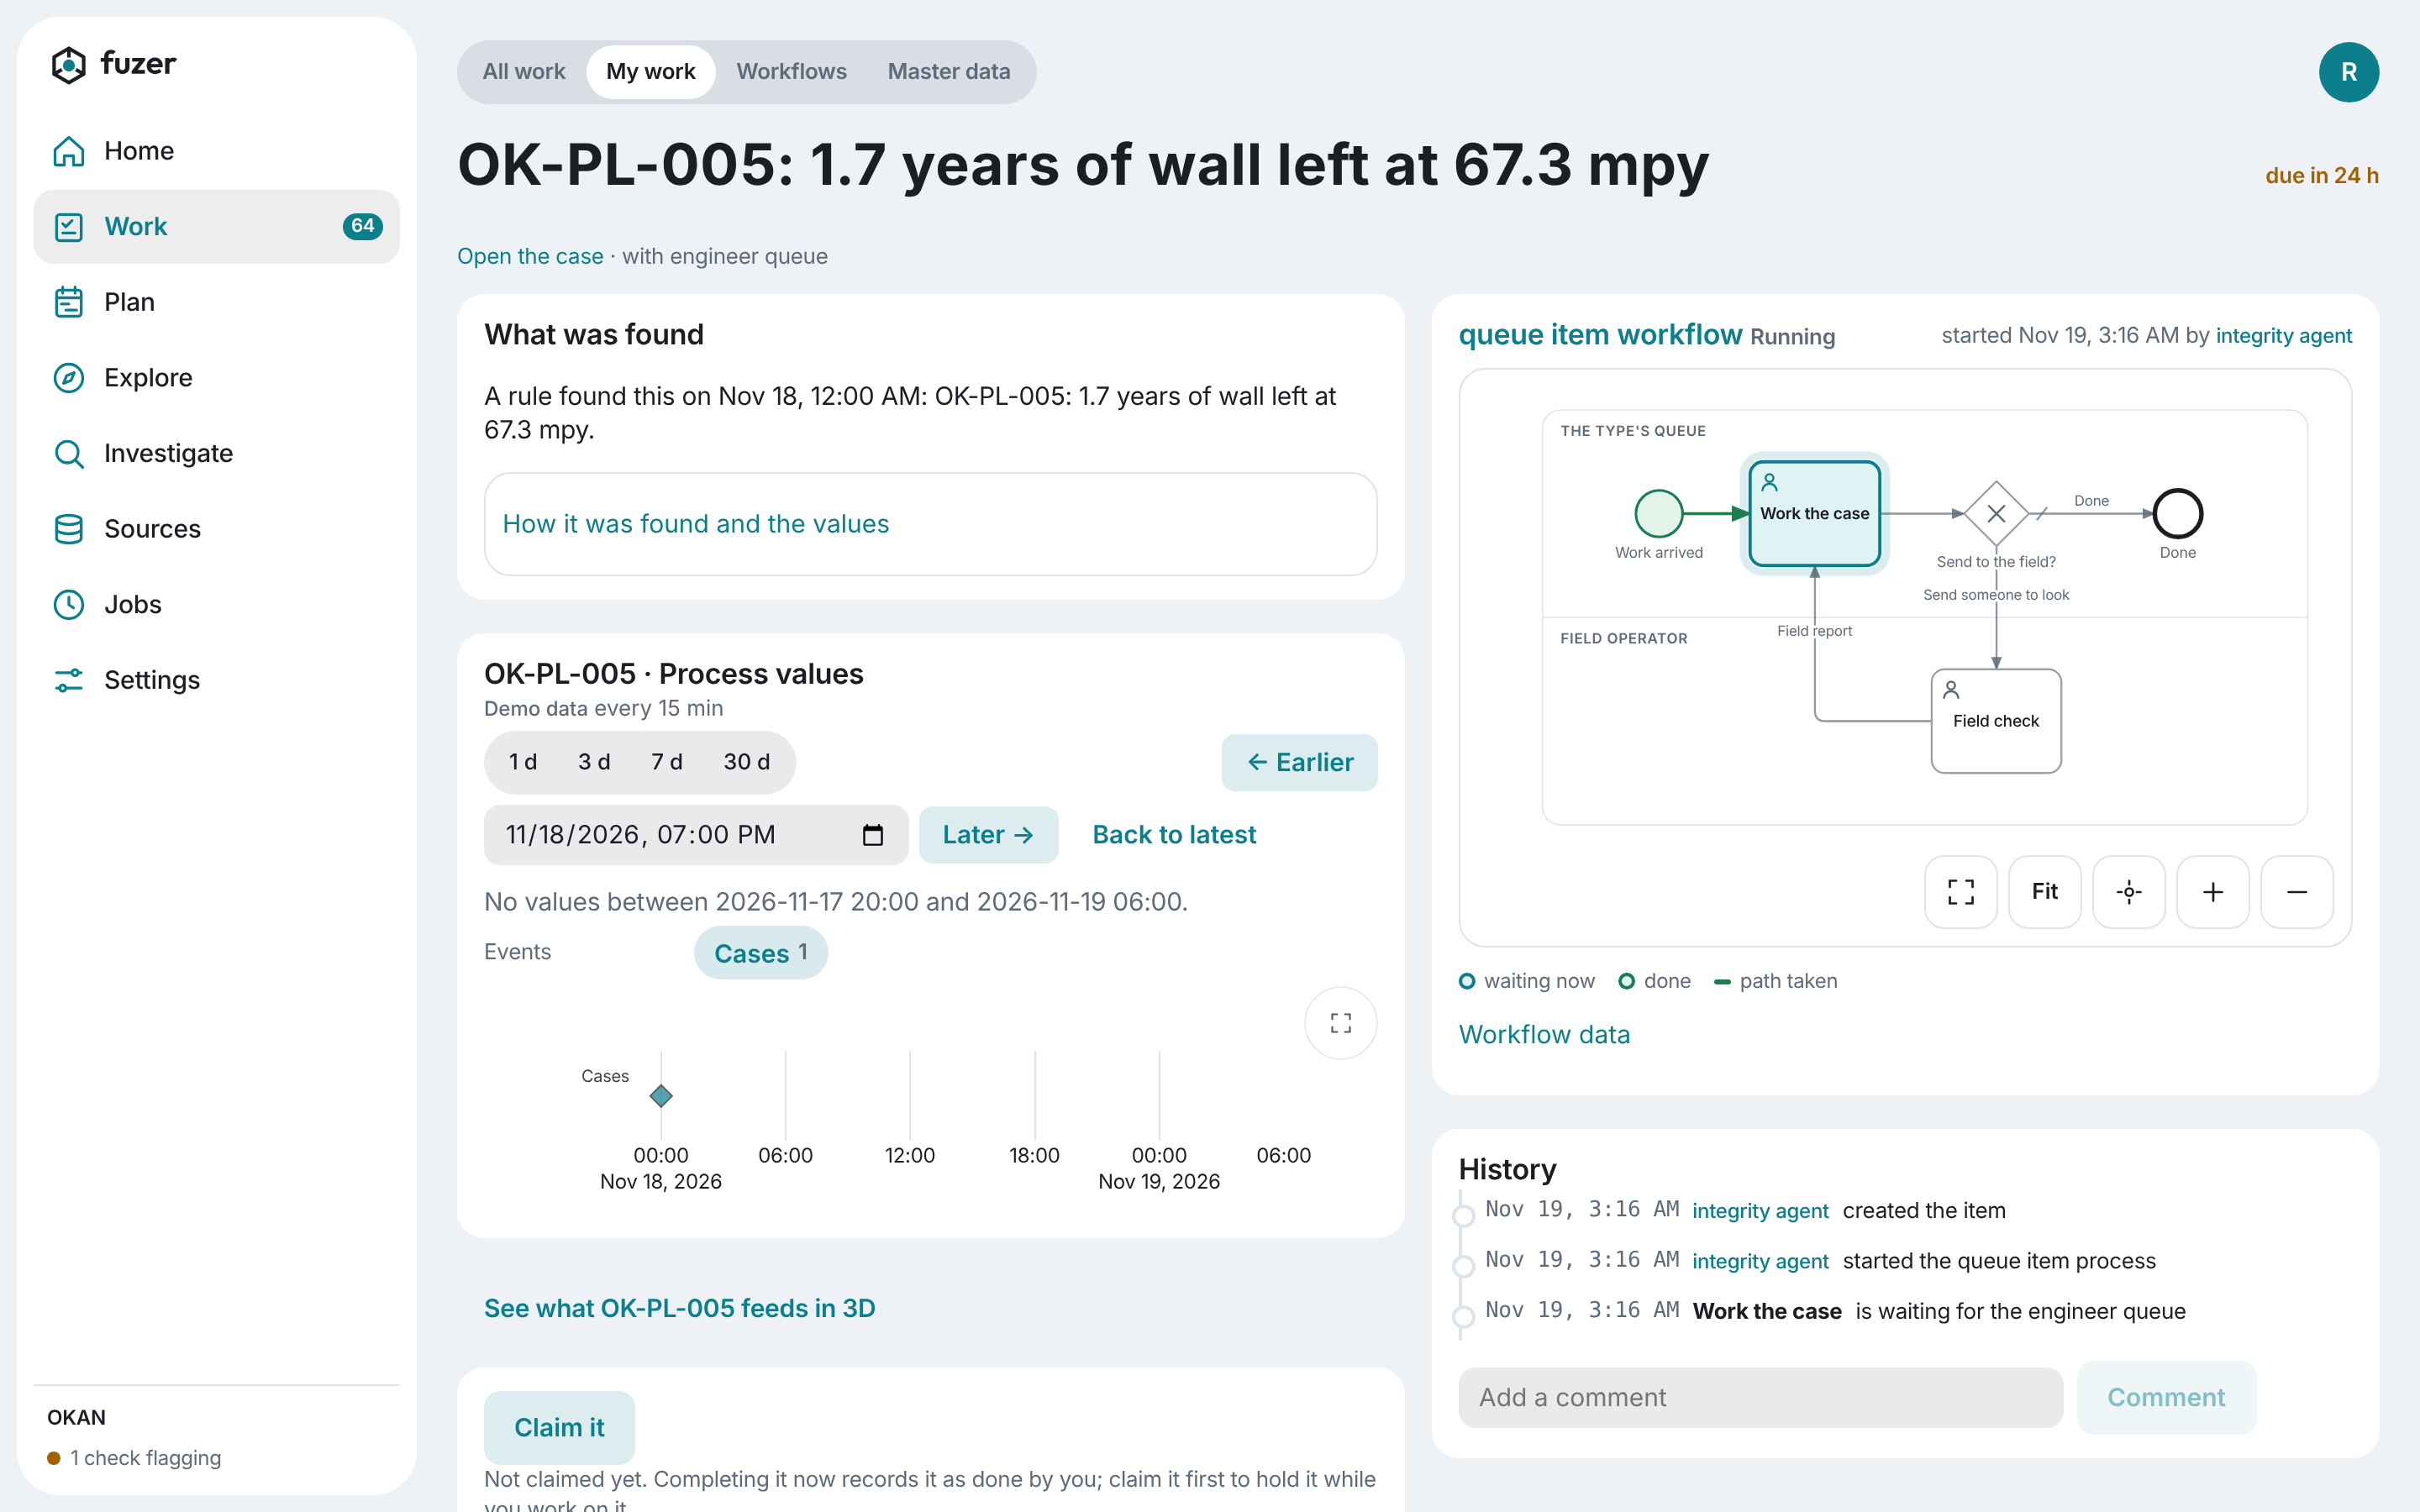 fuzer
Home
Work 64
Plan
Explore
Investigate
Sources
Jobs
Settings
OKAN
1 check flagging
All work My work Workflows Master data
R
OK-PL-005: 1.7 years of wall left at 67.3 mpy
due in 24 h
Open the case · with engineer queue
What was found
A rule found this on Nov 18, 12:00 AM: OK-PL-005: 1.7 years of wall left at
67.3 mpy.
How it was found and the values
OK-PL-005 · Process values
Demo data every 15 min
1 d 3 d 7 d 30 d
← Earlier
11/18/2026, 07:00 PM
Later →
Back to latest
No values between 2026-11-17 20:00 and 2026-11-19 06:00.
Events
Cases 1
Cases
00:00 06:00 12:00 18:00 00:00 06:00
Nov 18, 2026 Nov 19, 2026
See what OK-PL-005 feeds in 3D
Claim it
Not claimed yet. Completing it now records it as done by you; claim it first to hold it while
you work on it.
queue item workflow Running
started Nov 19, 3:16 AM by integrity agent
THE TYPE'S QUEUE
Work the case
Done
Work arrived
Done
Send to the field?
Send someone to look
Field report
FIELD OPERATOR
Field check
Fit
waiting now done path taken
Workflow data
History
Nov 19, 3:16 AM integrity agent created the item
Nov 19, 3:16 AM integrity agent started the queue item process
Nov 19, 3:16 AM Work the case is waiting for the engineer queue
Add a comment
Comment